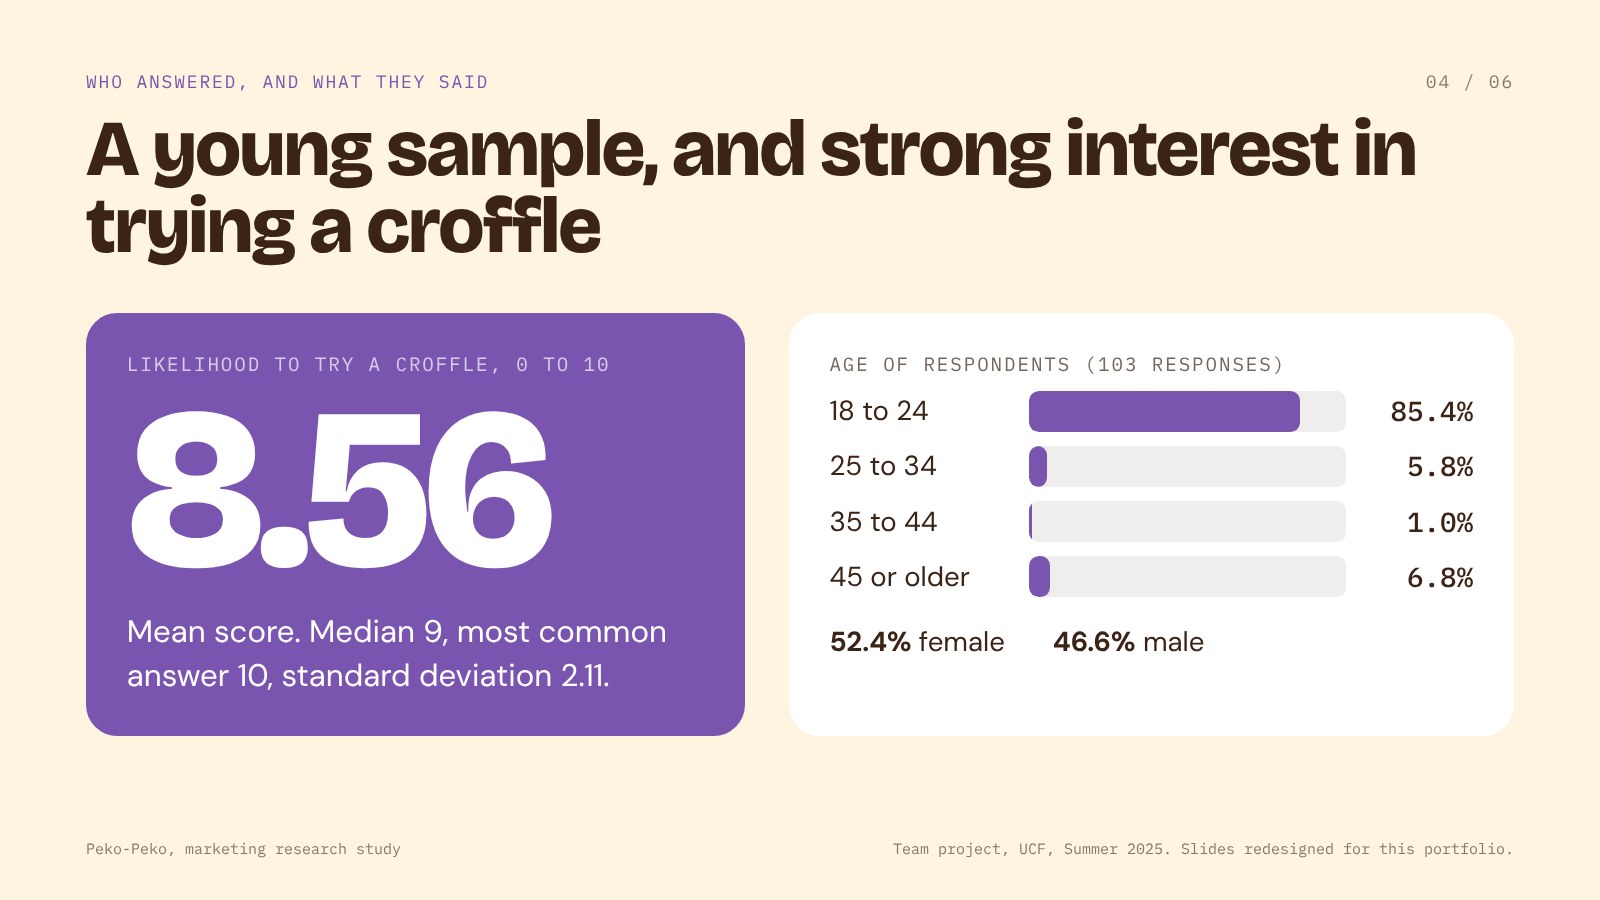 WHO ANSWERED, AND WHAT THEY SAID
04 / 06
A young sample, and strong interest in
trying a croffle
LIKELIHOOD TO TRY A CROFFLE, 0 TO 10
8.56
Mean score. Median 9, most common
answer 10, standard deviation 2.11.
AGE OF RESPONDENTS (103 RESPONSES)
18 to 24 85.4%
25 to 34 5.8%
35 to 44 1.0%
45 or older 6.8%
52.4% female 46.6% male
Peko-Peko, marketing research study
Team project, UCF, Summer 2025. Slides redesigned for this portfolio.